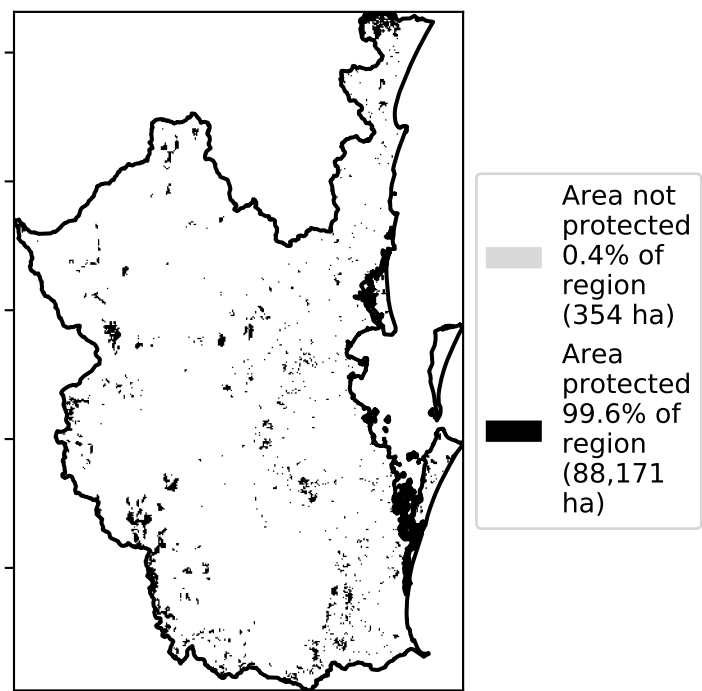 Area not
protected
0.4% of
region
(354 ha)
Area
protected
99.6% of
region
(88,171
ha)